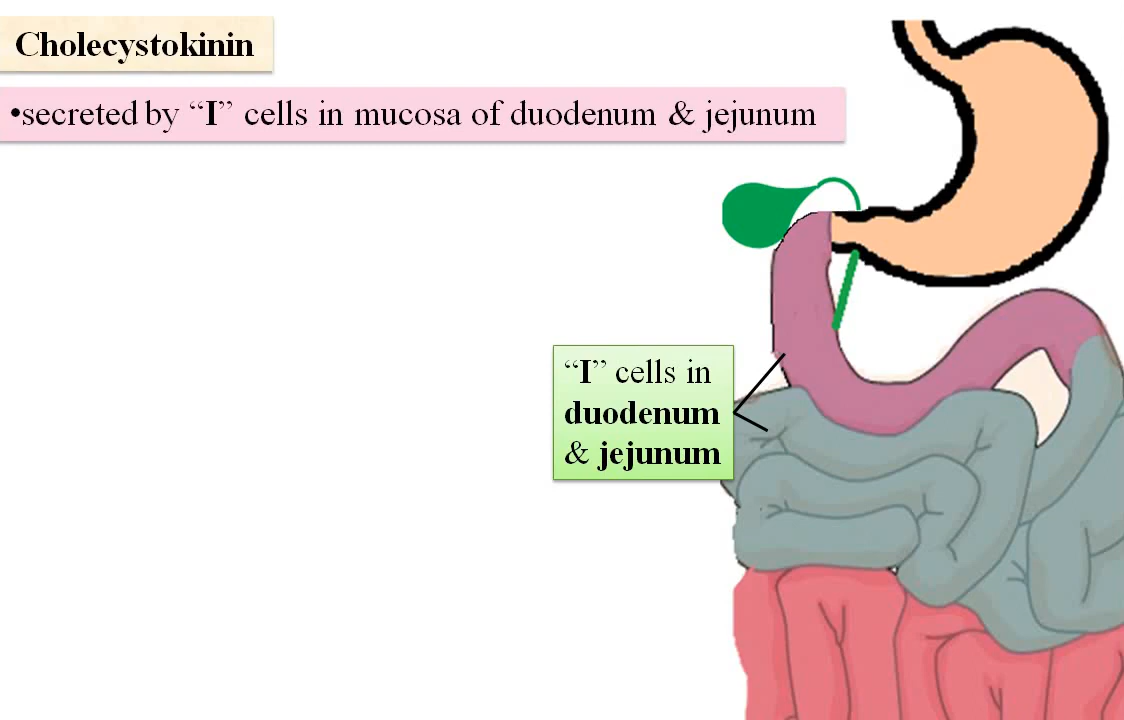 Cholecystokinin
•secreted by “I” cells in mucosa of duodenum & jejunum
“I” cells in
duodenum
& jejunum